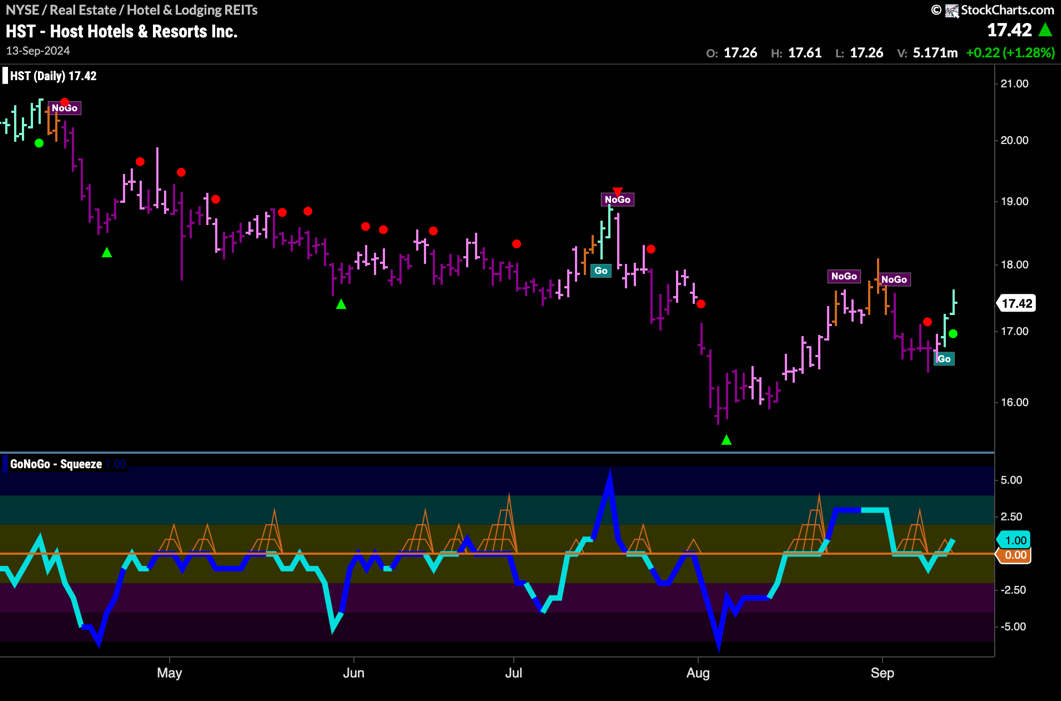 NYSE / Real Estate / Hotel & Lodging REITs
© StockCharts.com
HST - Host Hotels & Resorts Inc.
17.42
13-Sep-2024
O: 17.26 H: 17.61 L: 17.26 V: 5.171m +0.22 (+1.28%)
HST (Daily) 17.42
21.00
NoGo
20.00
NoGo
19.00
Go
18.00
NoGo
NoGo
17.42
17.00
Go
16.00
GoNoGo - Squeeze 1.00
5.00
2.50
1.00
0.00
-2.50
-5.00
May
Jun
Jul
Aug
Sep